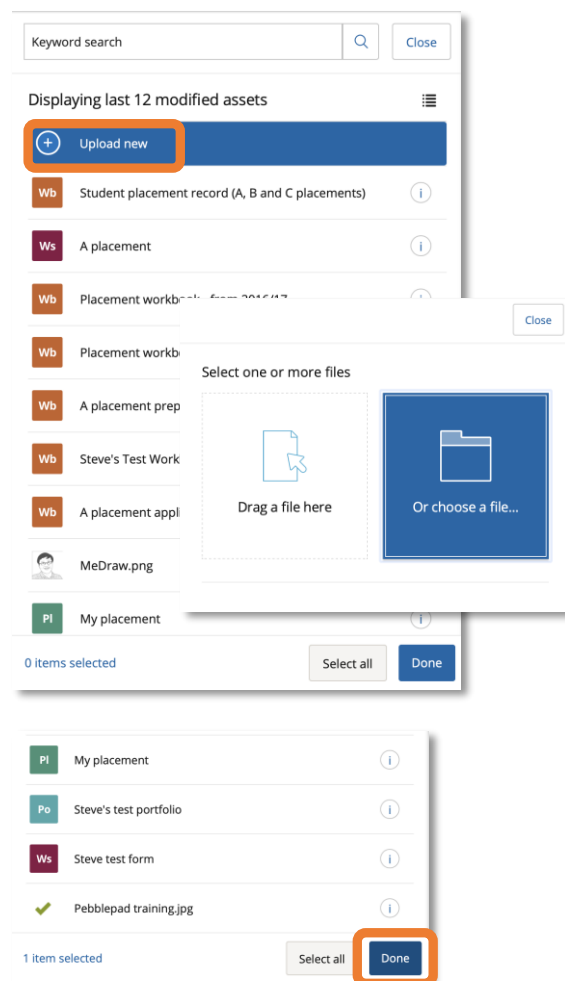 Keyword search
Close
Displaying last 12 modified assets
Upload new
Wb Student placement record (A, B and C placements) i
Ws A placement i
Wb Placement workbook - from 2016/17
Close
Wb Placement workb
Select one or more files
Wb A placement prep
Wb Steve's Test Work
Drag a file here
Or choose a file...
Wb A placement appli
MeDraw.png
Pl My placement i
0 items selected
Select all
Done
Pl My placement i
Po Steve's test portfolio i
Ws Steve test form i
Pebblepad training.jpg i
1 item selected
Select all
Done